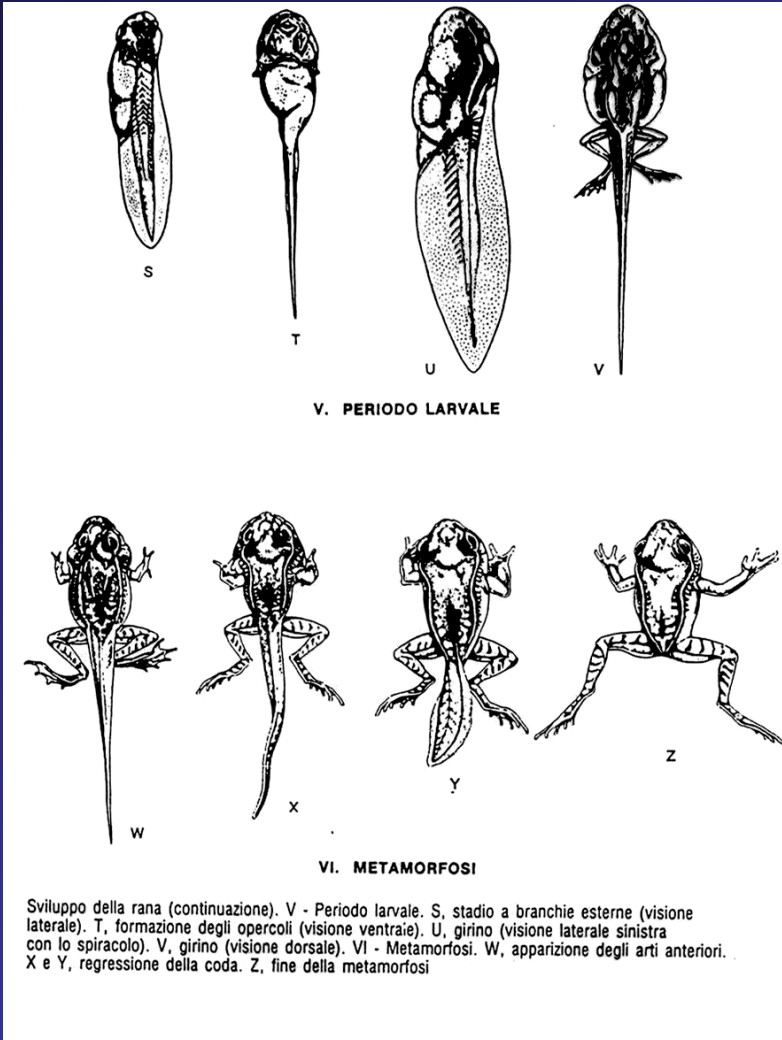 S
T
U
V
V. PERIODO LARVALE
W
X
Y
Z
VI. METAMORFOSI
Sviluppo della rana (continuazione). V - Periodo larvale. S, stadio a branchie esterne (visione
laterale). T, formazione degli opercoli (visione ventraie). U, girino (visione laterale sinistra
con lo spiracolo). V, girino (visione dorsale). VI - Metamorfosi. W, apparizione degli arti anteriori.
X e Y, regressione della coda. Z, fine della metamorfosi